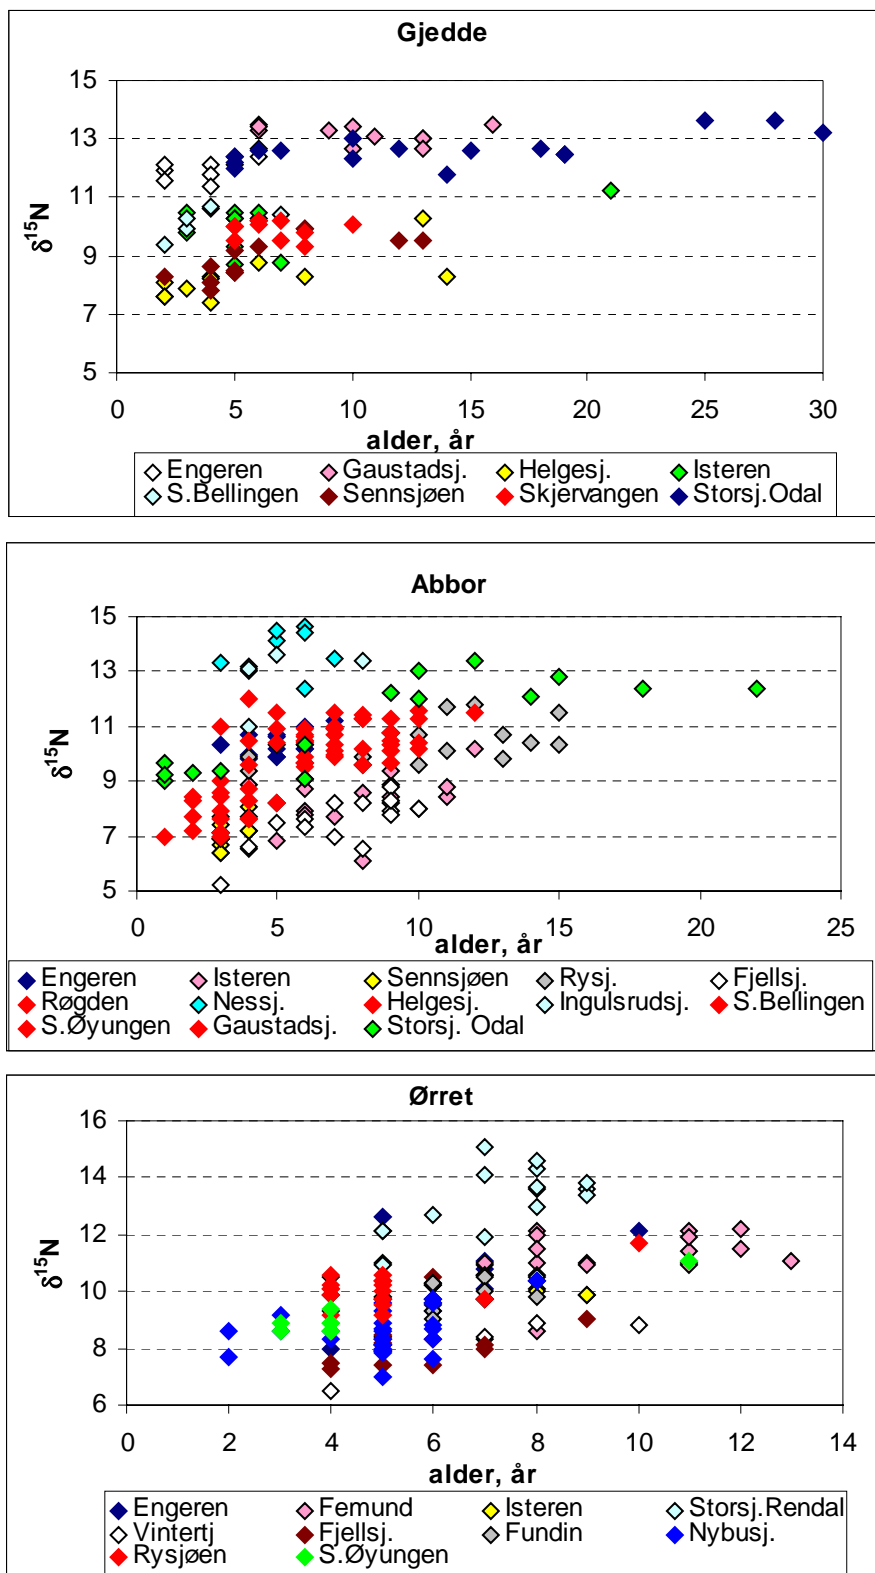 Gjedde
15
13
11
9
7
5
δ¹⁵N
0 5 10 15 20 25 30
alder, år
Engeren Gaustadsj. Helgesj. Isteren
S.Bellingen Sennsjøen Skjervangen Storsj.Odal
Abbor
15
13
11
9
7
5
δ¹⁵N
0 5 10 15 20 25
alder, år
Engeren Isteren Sennsjøen Rysj. Fjellsj.
Røgden Nessj. Helgesj. Ingulsrudsj. S.Bellingen
S.Øyungen Gaustadsj. Storsj. Odal
Ørret
16
14
12
10
8
6
δ¹⁵N
0 2 4 6 8 10 12 14
alder, år
Engeren Femund Isteren Storsj.Rendal
Vintertj Fjellsj. Fundin Nybusj.
Rysjøen S.Øyungen